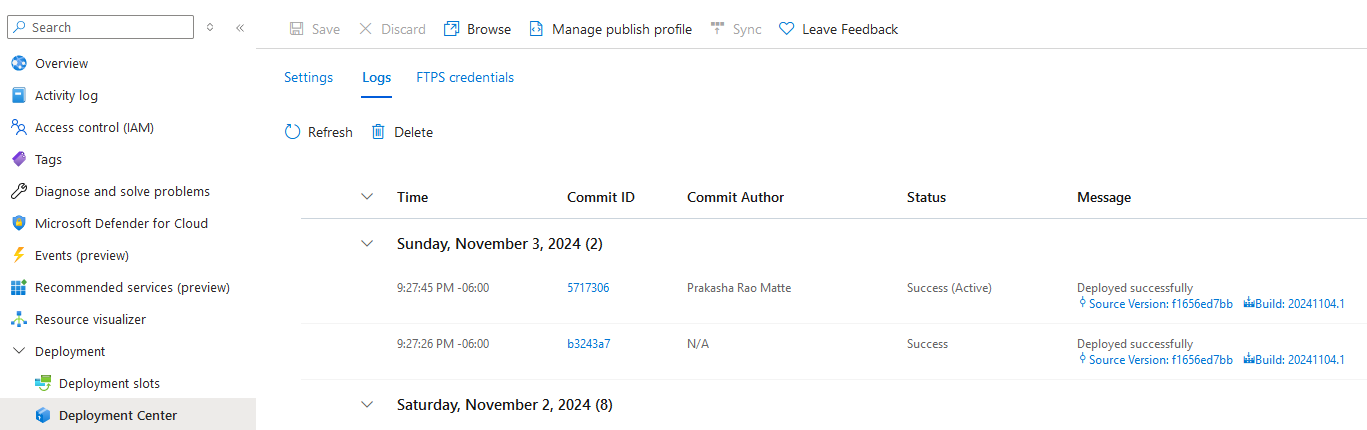 Search
Save Discard Browse Manage publish profile Sync Leave Feedback
Overview
Activity log
Access control (IAM)
Tags
Diagnose and solve problems
Microsoft Defender for Cloud
Events (preview)
Recommended services (preview)
Resource visualizer
Deployment
Deployment slots
Deployment Center
Settings Logs FTPS credentials
Refresh Delete
Time Commit ID Commit Author Status Message
Sunday, November 3, 2024 (2)
9:27:45 PM -06:00 5717306 Prakasha Rao Matte Success (Active) Deployed successfully
Source Version: f1656ed7bb Build: 20241104.1
9:27:26 PM -06:00 b3243a7 N/A Success Deployed successfully
Source Version: f1656ed7bb Build: 20241104.1
Saturday, November 2, 2024 (8)